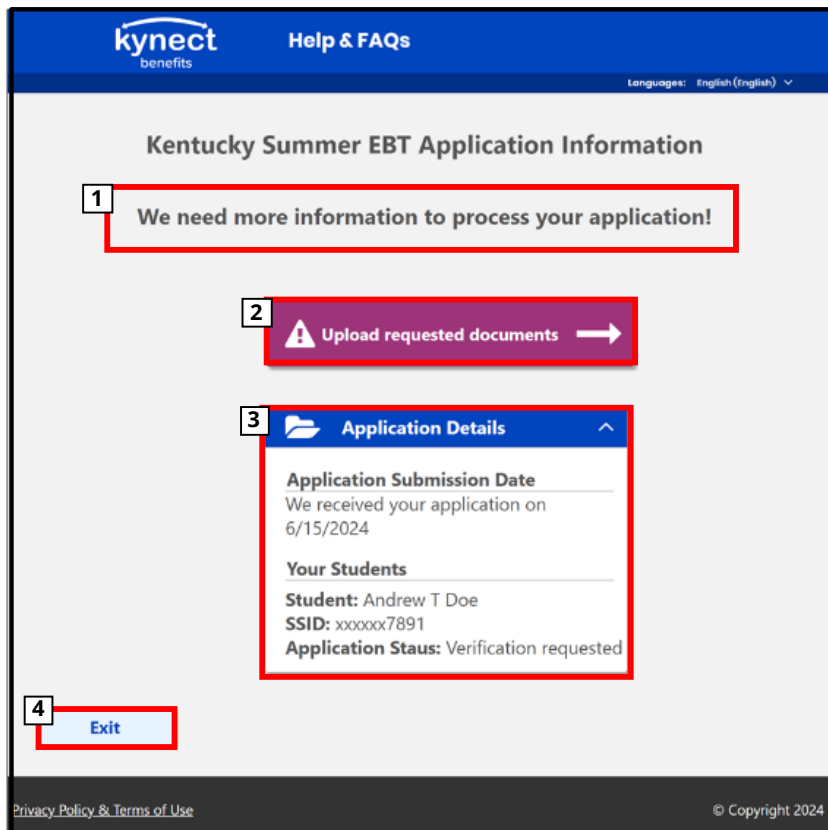 kynect
benefits
Help & FAQs
Languages: English (English)
Kentucky Summer EBT Application Information
1
We need more information to process your application!
2
Upload requested documents
3
Application Details
Application Submission Date
We received your application on
6/15/2024
Your Students
Student: Andrew T Doe
SSID: xxxxxx7891
Application Staus: Verification requested
4
Exit
Privacy Policy & Terms of Use
© Copyright 2024